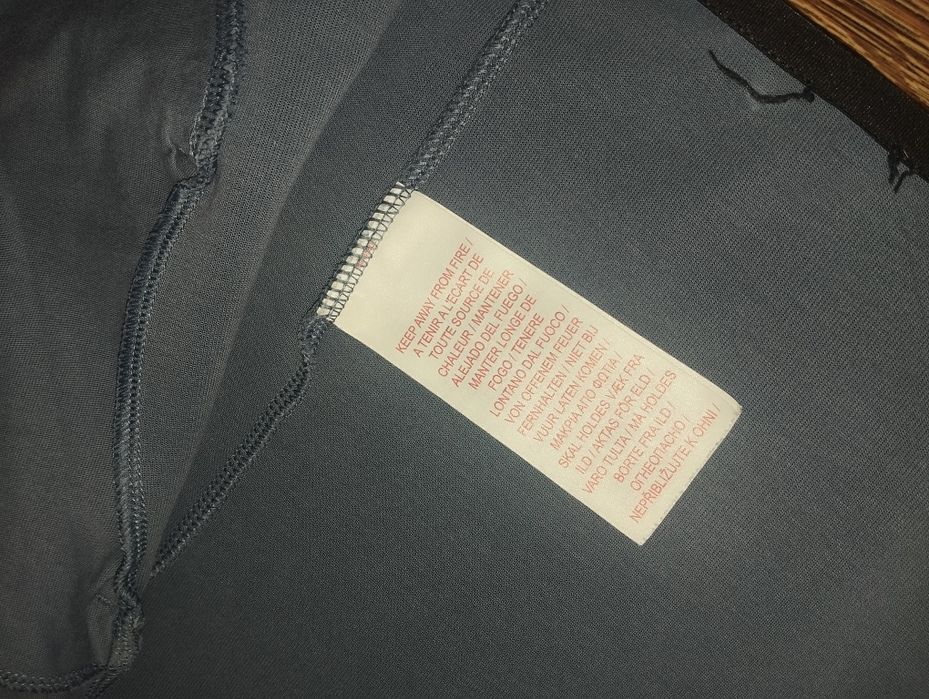 KEEP AWAY FROM FIRE /
A TENIR A L'ECART DE
TOUTE SOURCE DE
CHALEUR / MANTENER
ALEJADO DEL FUEGO /
MANTER LONGE DE
FOGO / TENERE
LONTANO DAL FUOCO /
VON OFFENEM FEUER
FERNHALTEN / NIET BIJ
VUUR LATEN KOMEN /
ΜΑΚΡΙΑ ΑΠΟ ΦΩΤΙΑ /
SKAL HOLDES VÆK FRA
ILD / AKTAS FÖR ELD /
VARO TULTA / MÅ HOLDES
BORTE FRA ILD /
ОГНЕОПАСНО /
NEPŘIBLIŽUJTE K OHNI /